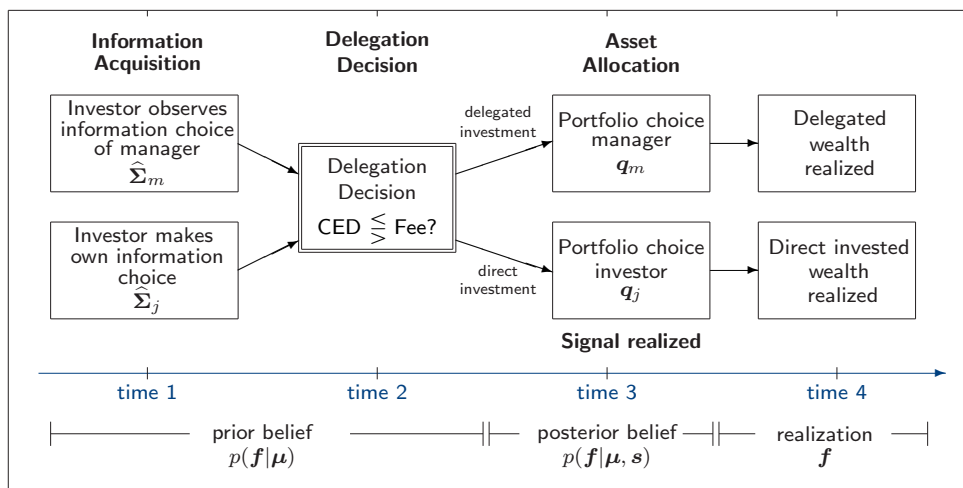 Information
Acquisition
Delegation
Decision
Asset
Allocation
Investor observes
information choice
of manager
Σ̂ₘ
delegated
investment
Portfolio choice
manager
qₘ
Delegated
wealth
realized
Delegation
Decision
CED ≤ > Fee?
Investor makes
own information
choice
Σ̂ⱼ
direct
investment
Portfolio choice
investor
qⱼ
Direct invested
wealth
realized
Signal realized
time 1
time 2
time 3
time 4
prior belief
p(f|μ)
posterior belief
p(f|μ, s)
realization
f